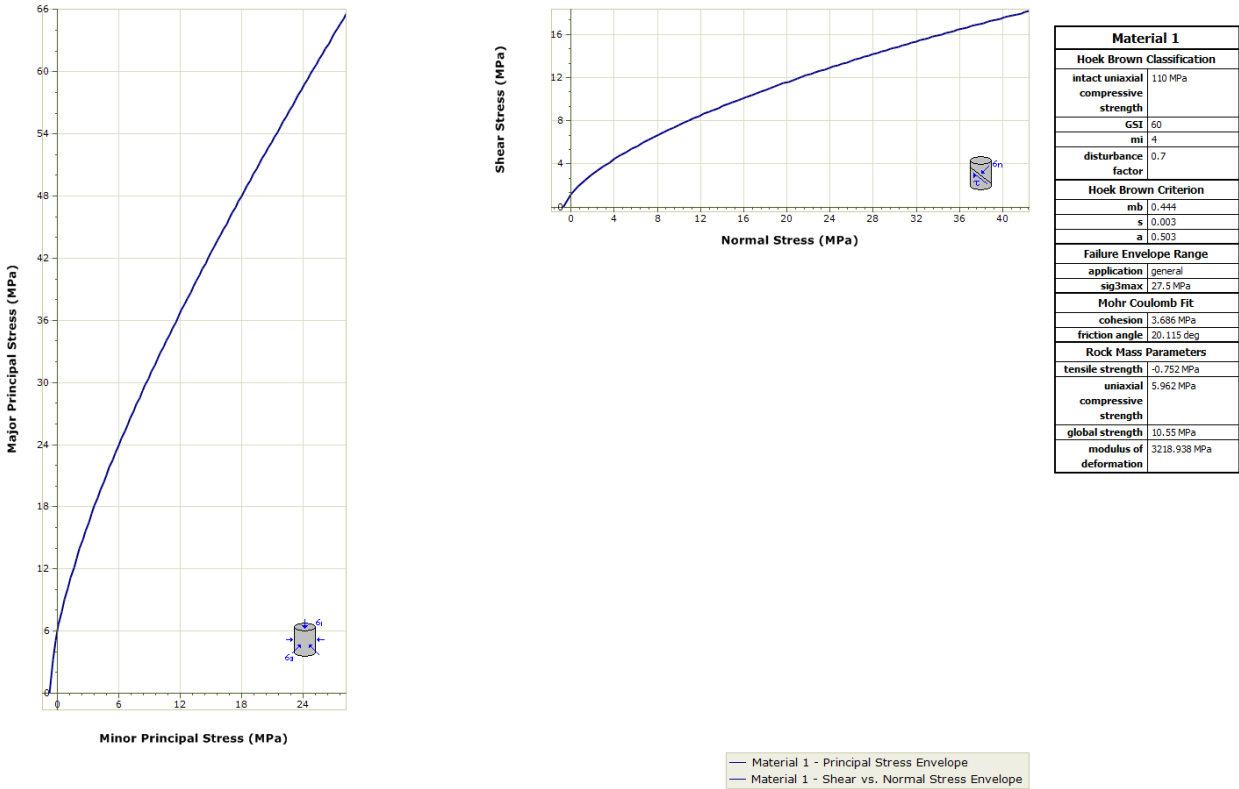 66
60
54
48
42
36
30
24
18
12
6
0
0 6 12 18 24
Major Principal Stress (MPa)
Minor Principal Stress (MPa)
16
12
8
4
0
0 4 8 12 16 20 24 28 32 36 40
Shear Stress (MPa)
Normal Stress (MPa)
Material 1
Hoek Brown Classification
intact uniaxial 110 MPa
compressive
strength
GSI 60
mi 4
disturbance 0.7
factor
Hoek Brown Criterion
mb 0.444
s 0.003
a 0.503
Failure Envelope Range
application general
sig3max 27.5 MPa
Mohr Coulomb Fit
cohesion 3.686 MPa
friction angle 20.115 deg
Rock Mass Parameters
tensile strength -0.752 MPa
uniaxial 5.962 MPa
compressive
strength
global strength 10.55 MPa
modulus of 3218.938 MPa
deformation
Material 1 - Principal Stress Envelope
Material 1 - Shear vs. Normal Stress Envelope